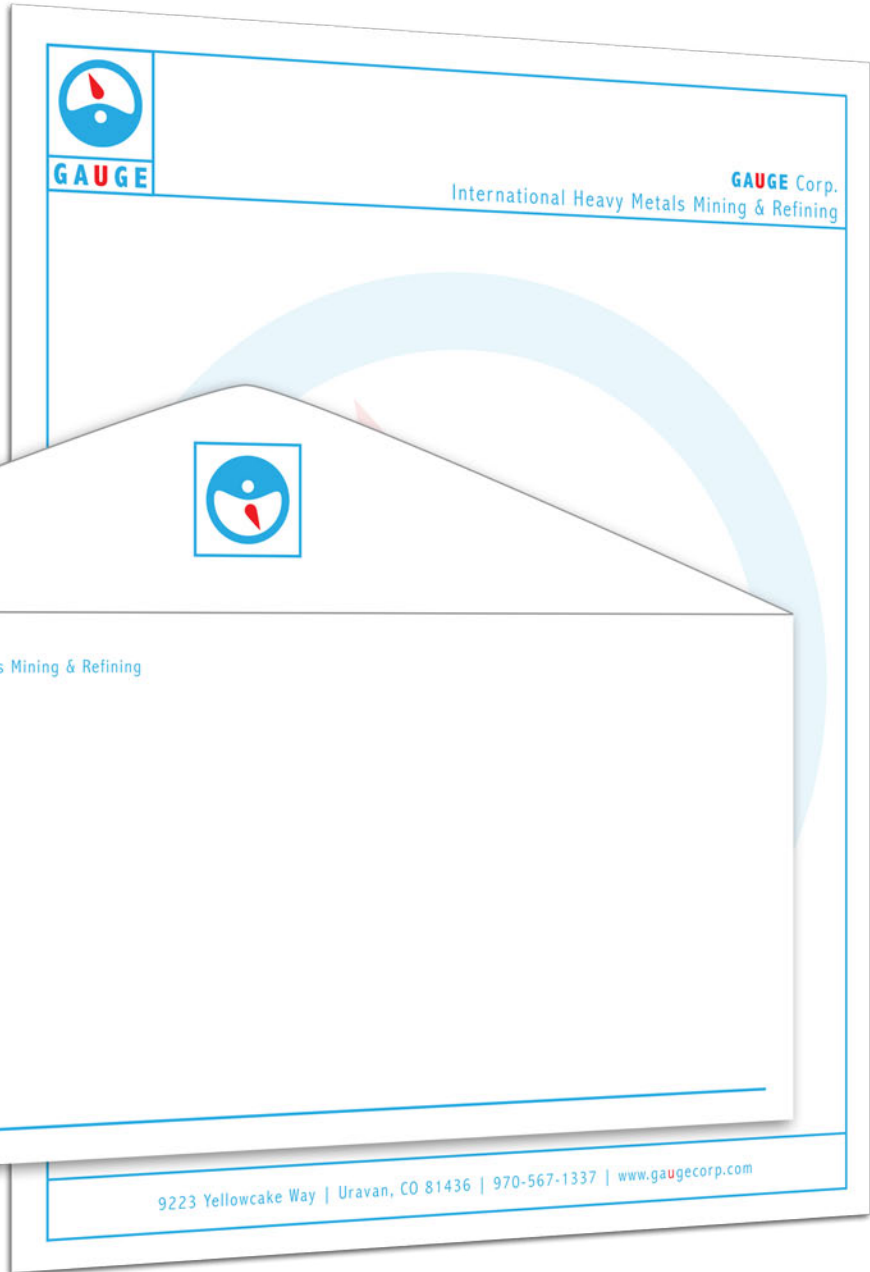 GAUGE
GAUGE Corp.
International Heavy Metals Mining & Refining
s Mining & Refining
9223 Yellowcake Way | Uravan, CO 81436 | 970-567-1337 | www.gaugecorp.com